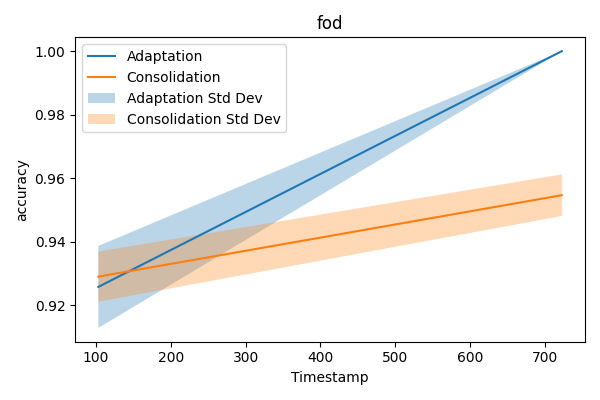 fod
Adaptation
Consolidation
Adaptation Std Dev
Consolidation Std Dev
accuracy
1.00
0.98
0.96
0.94
0.92
100 200 300 400 500 600 700
Timestamp